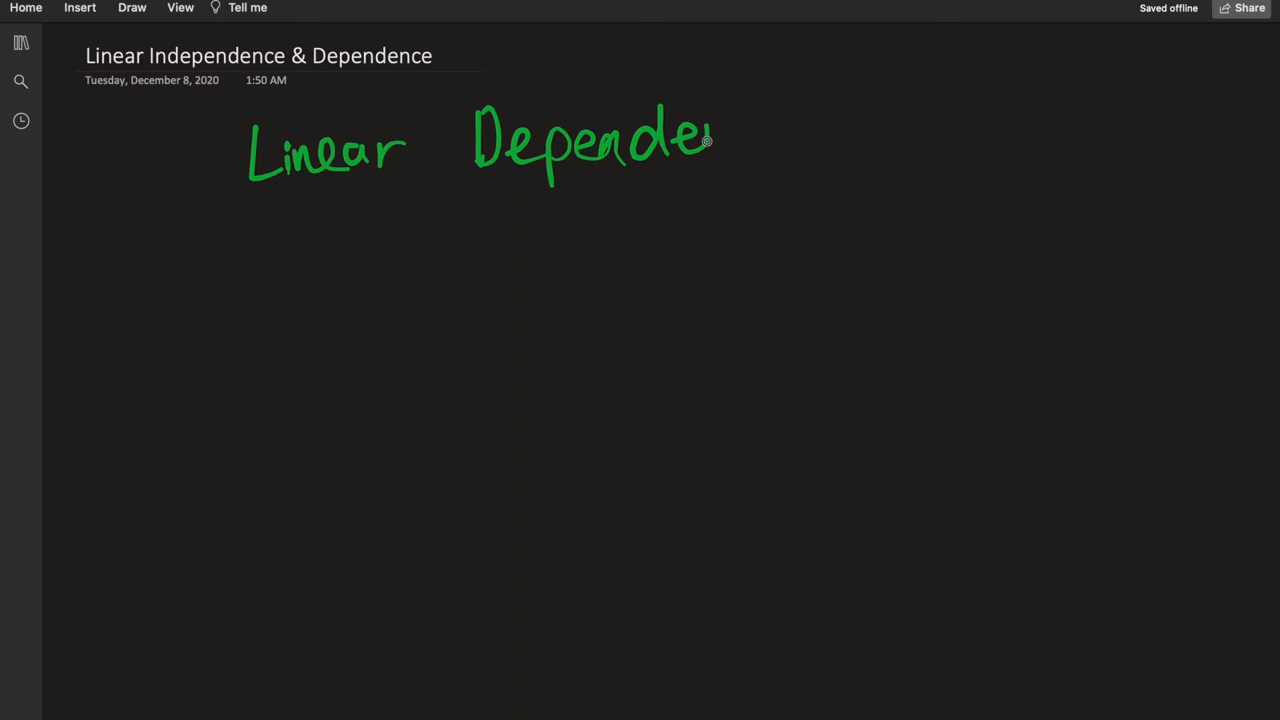 Home Insert Draw View Tell me Saved offline Share
Linear Independence & Dependence
Tuesday, December 8, 2020 1:50 AM
Linear Depende